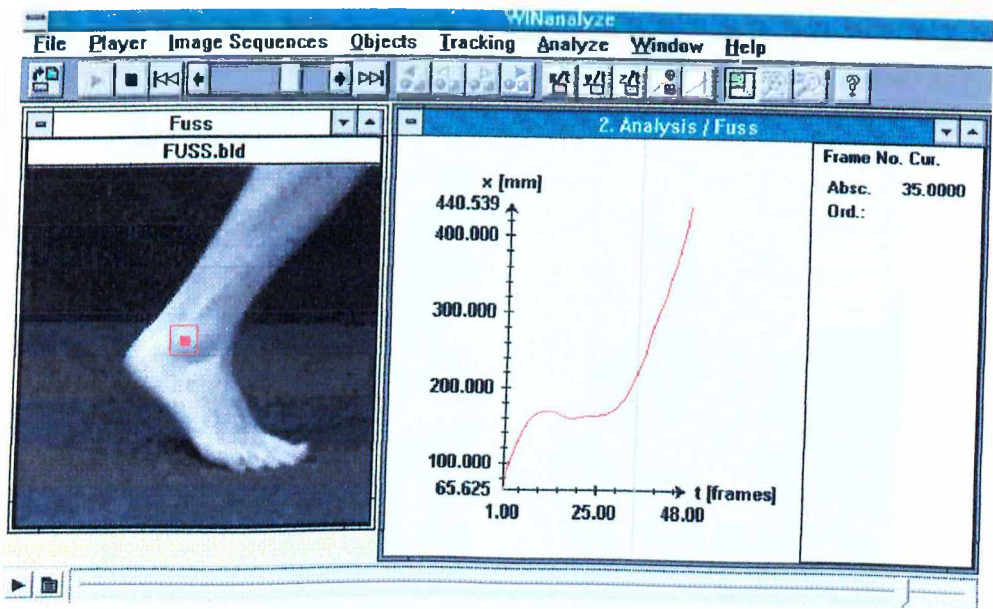 WINanalyze
File Player Image Sequences Objects Tracking Analyze Window Help
Fuss
FUSS.bld
2. Analysis / Fuss
Frame No. Cur.
Absc. 35.0000
Ord.:
x [mm]
440.539
400.000
300.000
200.000
100.000
65.625
t [frames]
1.00 25.00 48.00